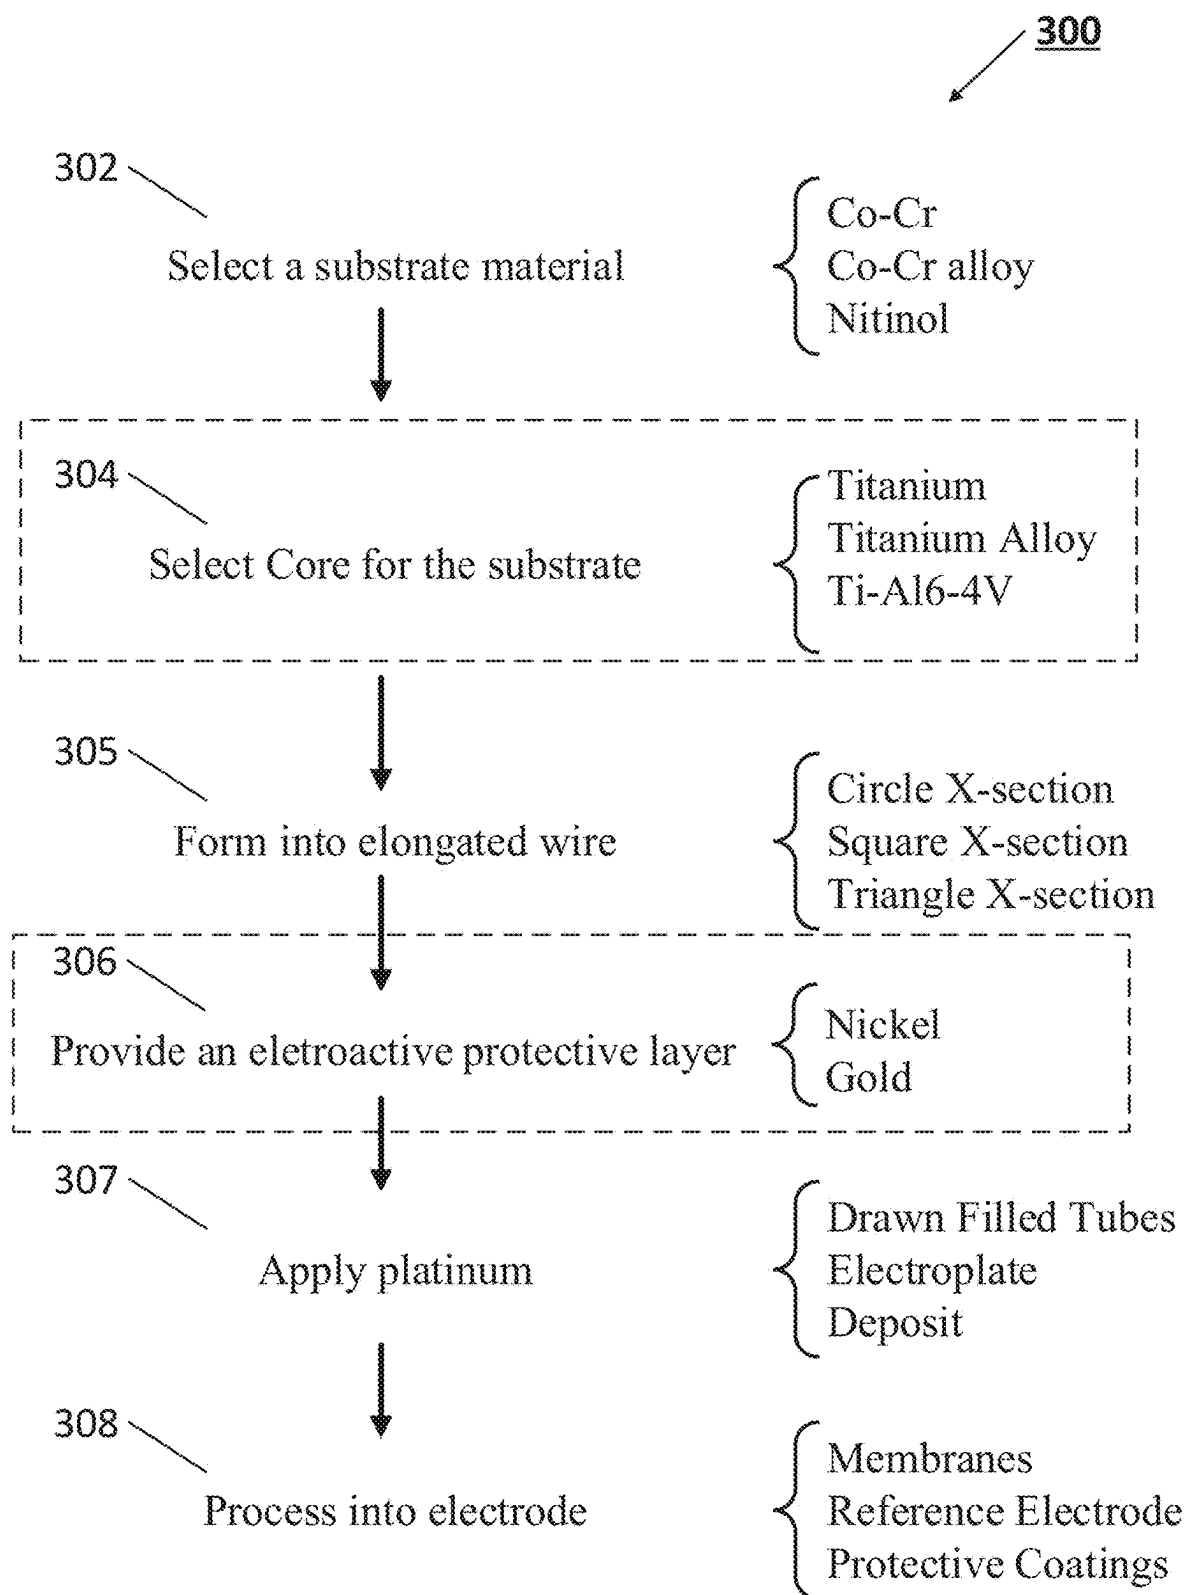 300
302
Select a substrate material
Co-Cr
Co-Cr alloy
Nitinol
304
Select Core for the substrate
Titanium
Titanium Alloy
Ti-Al6-4V
305
Form into elongated wire
Circle X-section
Square X-section
Triangle X-section
306
Provide an eletroactive protective layer
Nickel
Gold
307
Apply platinum
Drawn Filled Tubes
Electroplate
Deposit
308
Process into electrode
Membranes
Reference Electrode
Protective Coatings